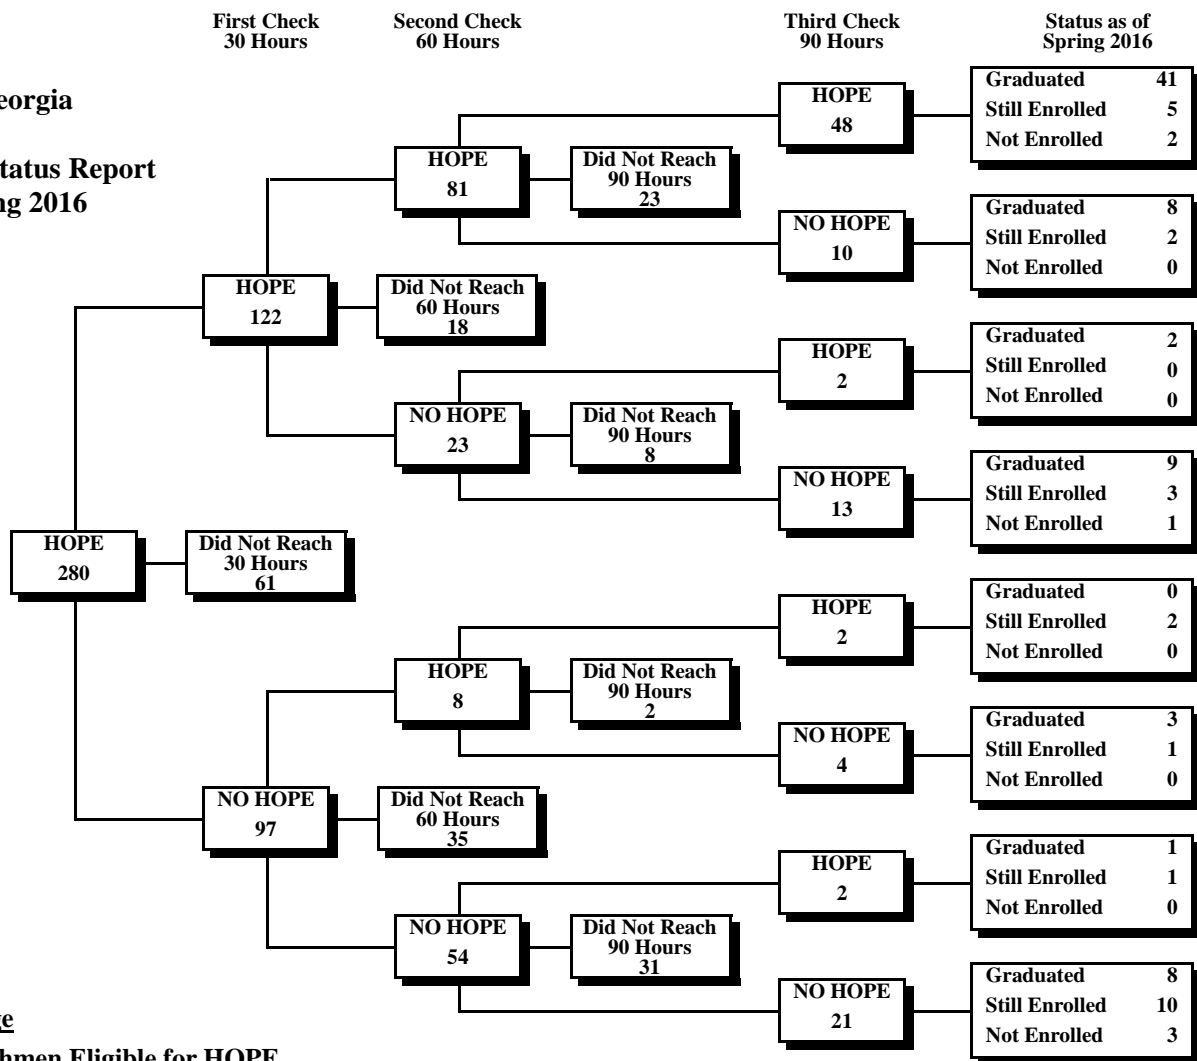 First Check
30 Hours
Second Check
60 Hours
Third Check
90 Hours
Status as of
Spring 2016
eorgia
tatus Report
ng 2016
HOPE
280
Did Not Reach
30 Hours
61
HOPE
122
Did Not Reach
60 Hours
18
HOPE
81
Did Not Reach
90 Hours
23
HOPE
48
Graduated 41
Still Enrolled 5
Not Enrolled 2
NO HOPE
10
Graduated 8
Still Enrolled 2
Not Enrolled 0
NO HOPE
23
Did Not Reach
90 Hours
8
HOPE
2
Graduated 2
Still Enrolled 0
Not Enrolled 0
NO HOPE
13
Graduated 9
Still Enrolled 3
Not Enrolled 1
NO HOPE
97
Did Not Reach
60 Hours
35
HOPE
8
Did Not Reach
90 Hours
2
HOPE
2
Graduated 0
Still Enrolled 2
Not Enrolled 0
NO HOPE
4
Graduated 3
Still Enrolled 1
Not Enrolled 0
NO HOPE
54
Did Not Reach
90 Hours
31
HOPE
2
Graduated 1
Still Enrolled 1
Not Enrolled 0
NO HOPE
21
Graduated 8
Still Enrolled 10
Not Enrolled 3
ge
hmen Eligible for HOPE